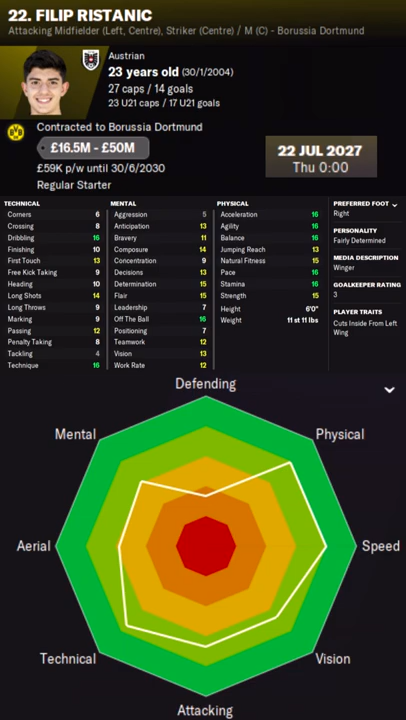 22. FILIP RISTANIC
Attacking Midfielder (Left, Centre), Striker (Centre) / M (C) - Borussia Dortmund
Austrian
23 years old (30/1/2004)
27 caps / 14 goals
23 U21 caps / 17 U21 goals
Contracted to Borussia Dortmund
£16.5M - £50M
£59K p/w until 30/6/2030
Regular Starter
22 JUL 2027
Thu 0:00
TECHNICAL
Corners 6
Crossing 8
Dribbling 16
Finishing 10
First Touch 13
Free Kick Taking 9
Heading 10
Long Shots 14
Long Throws 9
Marking 9
Passing 12
Penalty Taking 8
Tackling 4
Technique 16
MENTAL
Aggression 5
Anticipation 13
Bravery 11
Composure 14
Concentration 9
Decisions 13
Determination 15
Flair 15
Leadership 7
Off The Ball 16
Positioning 7
Teamwork 12
Vision 13
Work Rate 12
PHYSICAL
Acceleration 16
Agility 16
Balance 16
Jumping Reach 13
Natural Fitness 15
Pace 16
Stamina 16
Strength 15
Height 6'0"
Weight 11 st 11 lbs
PREFERRED FOOT
Right
PERSONALITY
Fairly Determined
MEDIA DESCRIPTION
Winger
GOALKEEPER RATING
3
PLAYER TRAITS
Cuts Inside From Left
Wing
Defending
Mental
Physical
Aerial
Speed
Technical
Vision
Attacking